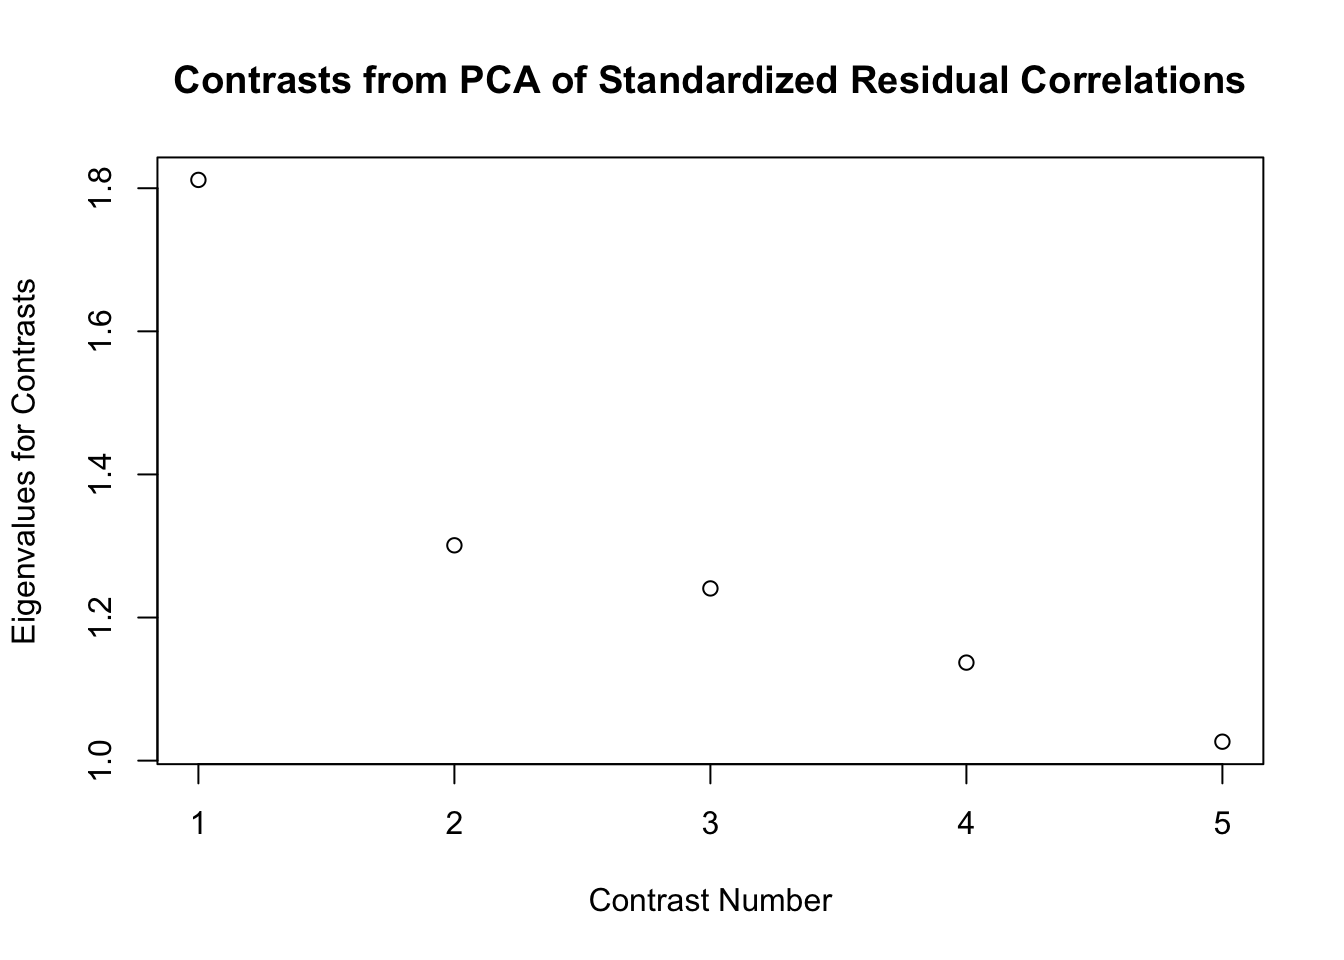 Contrasts from PCA of Standardized Residual Correlations
Eigenvalues for Contrasts
1.8
1.6
1.4
1.2
1.0
1 2 3 4 5
Contrast Number